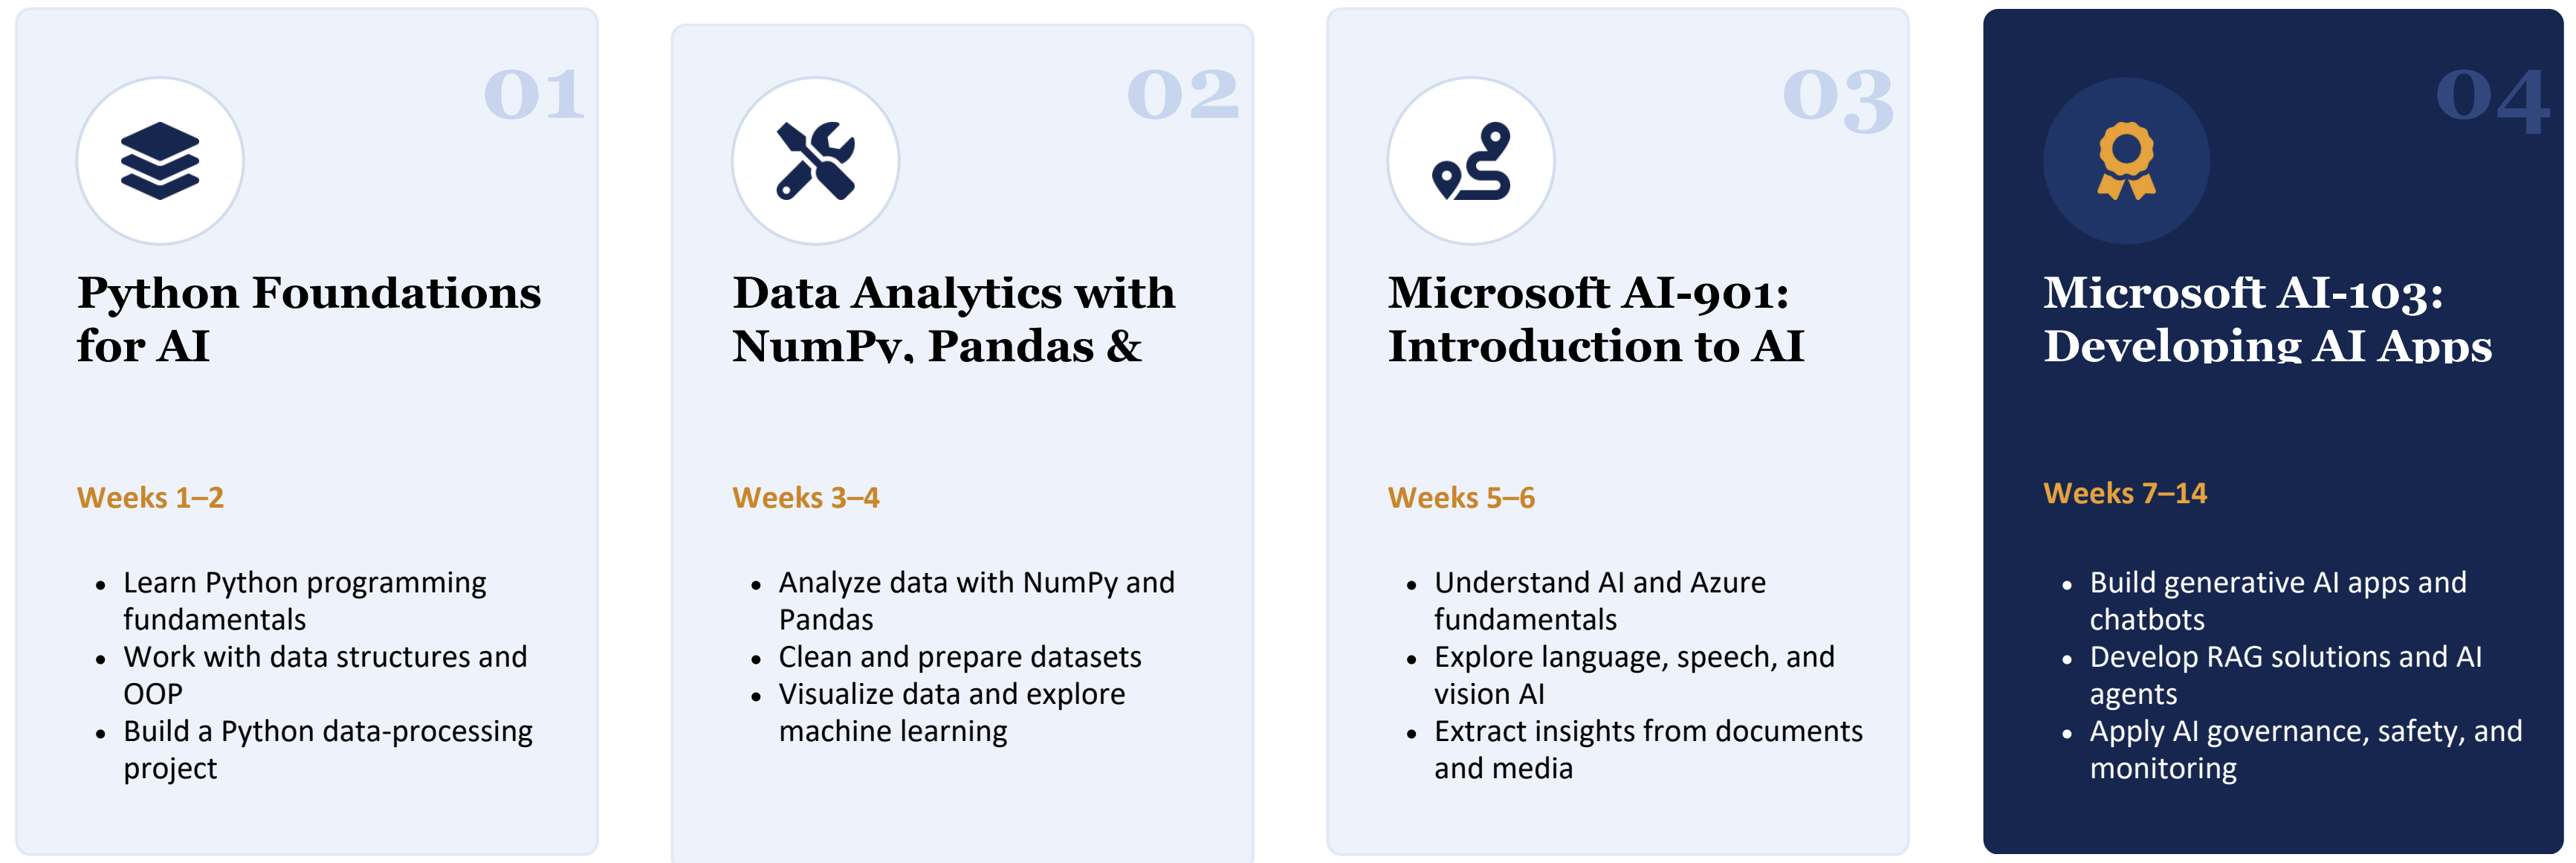 01
Python Foundations
for AI
Weeks 1–2
• Learn Python programming
fundamentals
• Work with data structures and
OOP
• Build a Python data-processing
project
02
Data Analytics with
NumPy, Pandas &
Weeks 3–4
• Analyze data with NumPy and
Pandas
• Clean and prepare datasets
• Visualize data and explore
machine learning
03
Microsoft AI-901:
Introduction to AI
Weeks 5–6
• Understand AI and Azure
fundamentals
• Explore language, speech, and
vision AI
• Extract insights from documents
and media
04
Microsoft AI-103:
Developing AI Apps
Weeks 7–14
• Build generative AI apps and
chatbots
• Develop RAG solutions and AI
agents
• Apply AI governance, safety, and
monitoring